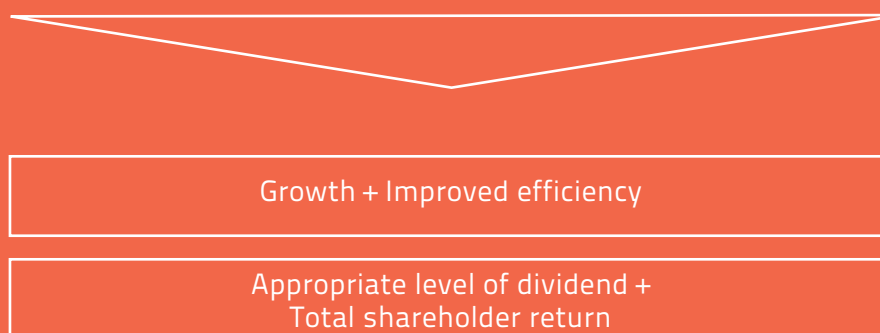 Growth + Improved efficiency
Appropriate level of dividend +
Total shareholder return